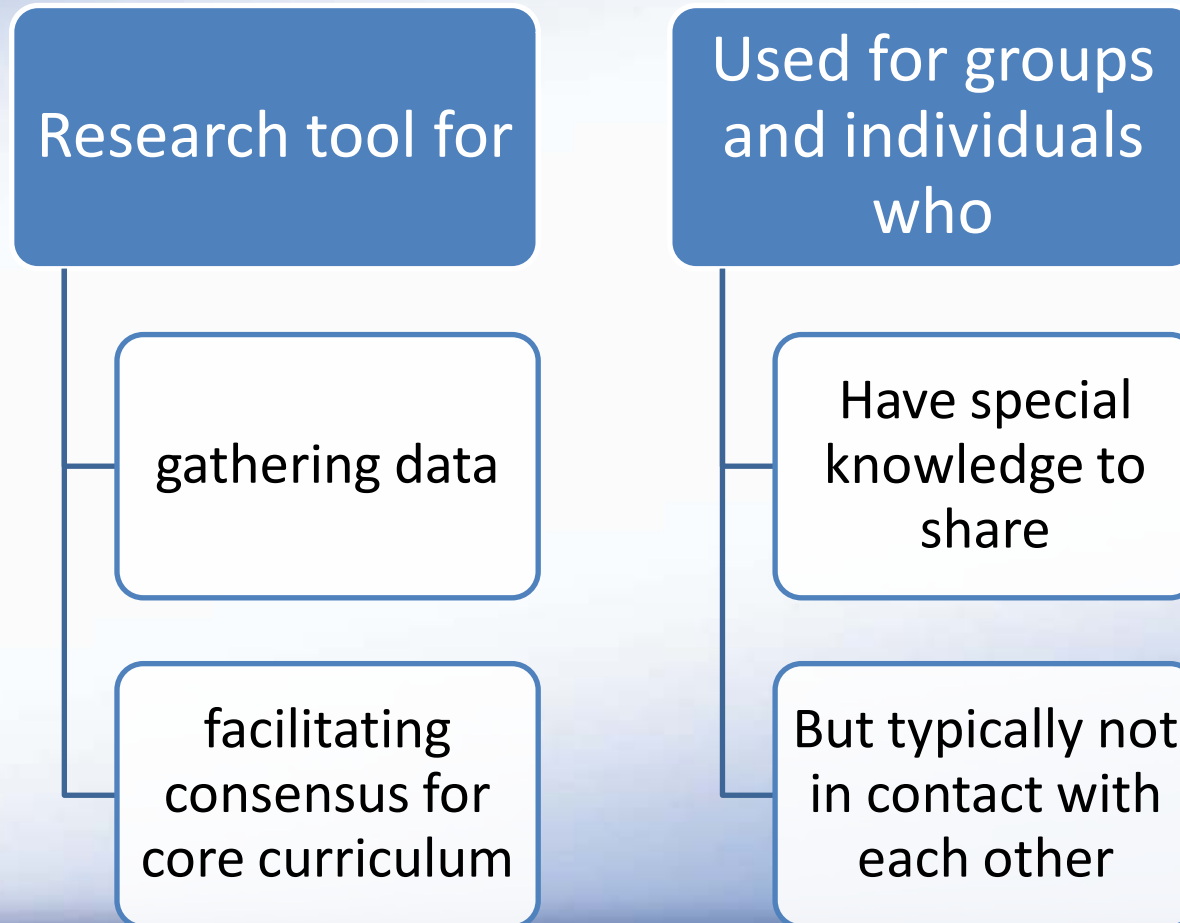 Research tool for
gathering data
facilitating
consensus for
core curriculum
Used for groups
and individuals
who
Have special
knowledge to
share
But typically not
in contact with
each other